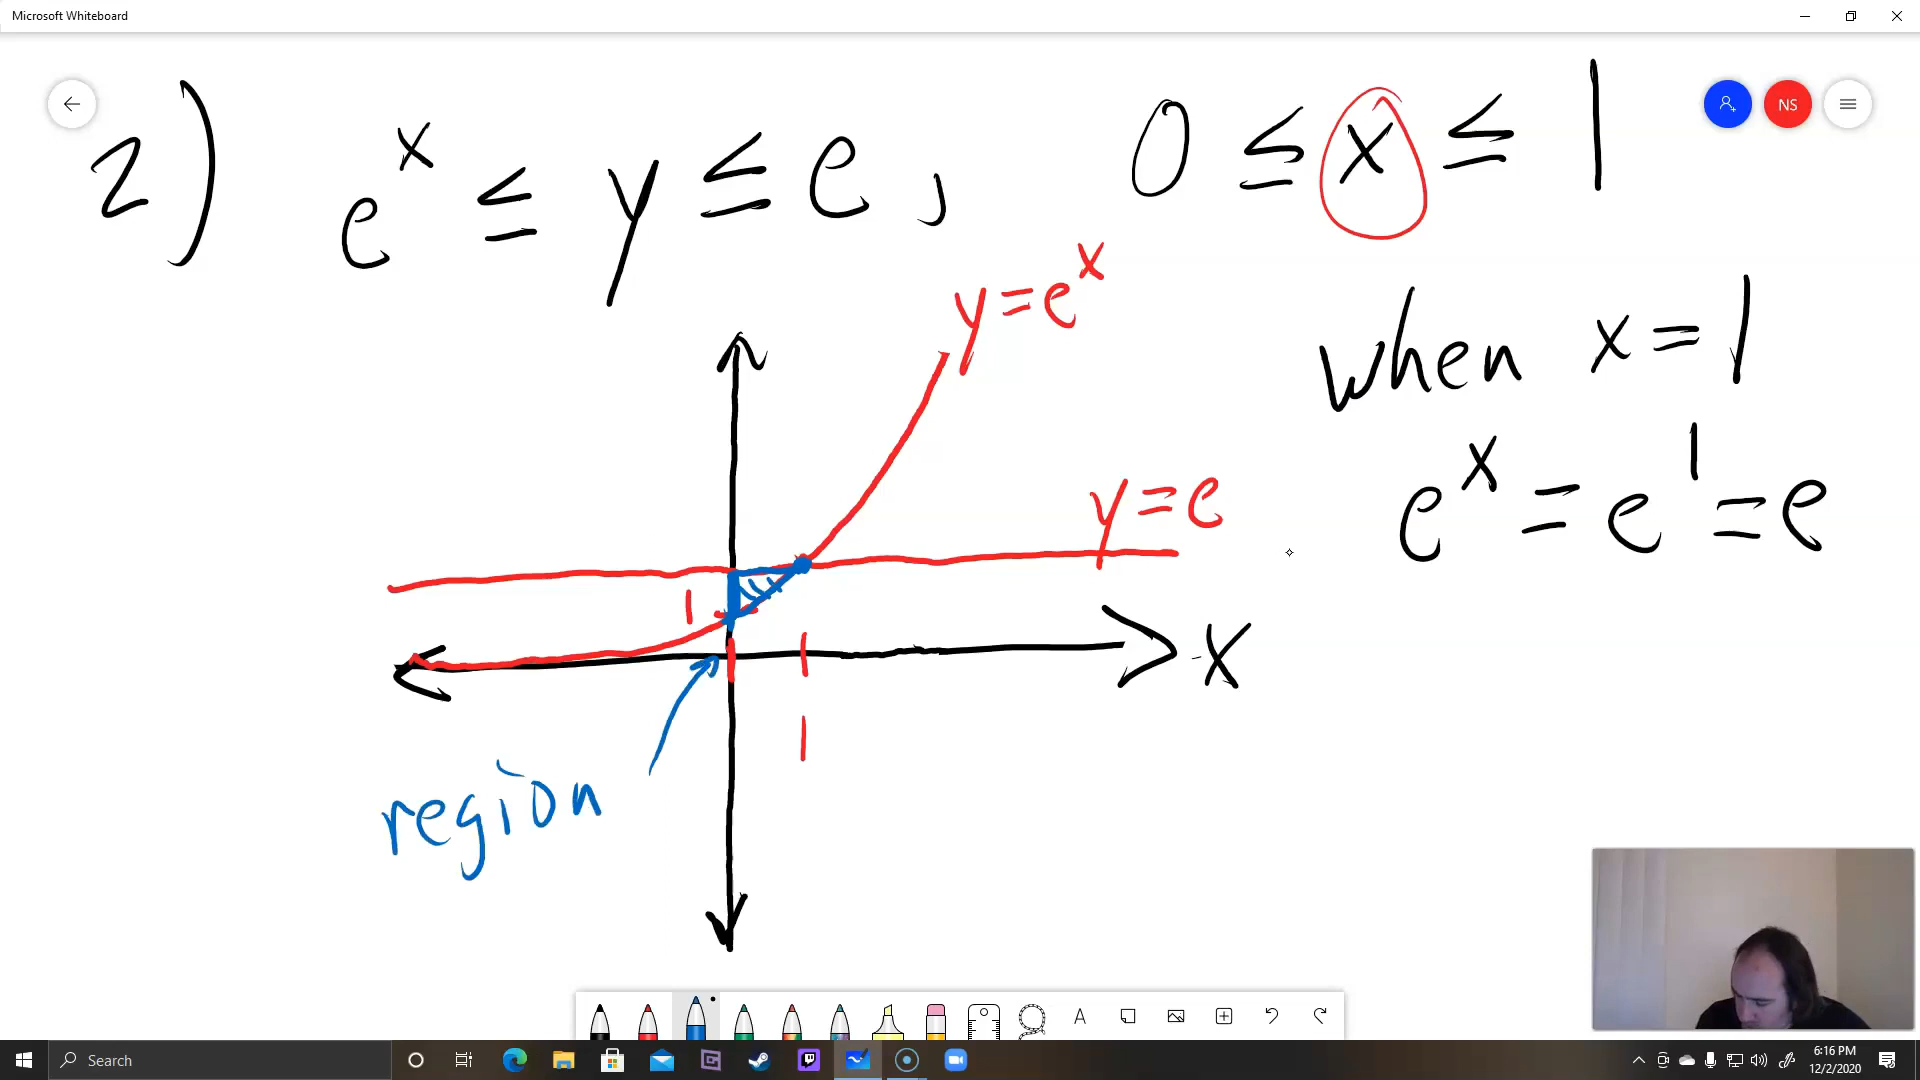 Microsoft Whiteboard
2) e^x ≤ y ≤ e, 0 ≤ x ≤ 1
NS
y = e^x
when x = 1
e^x = e^1 = e
y = e
1
x
1
region
A
Search
6:16 PM
12/2/2020